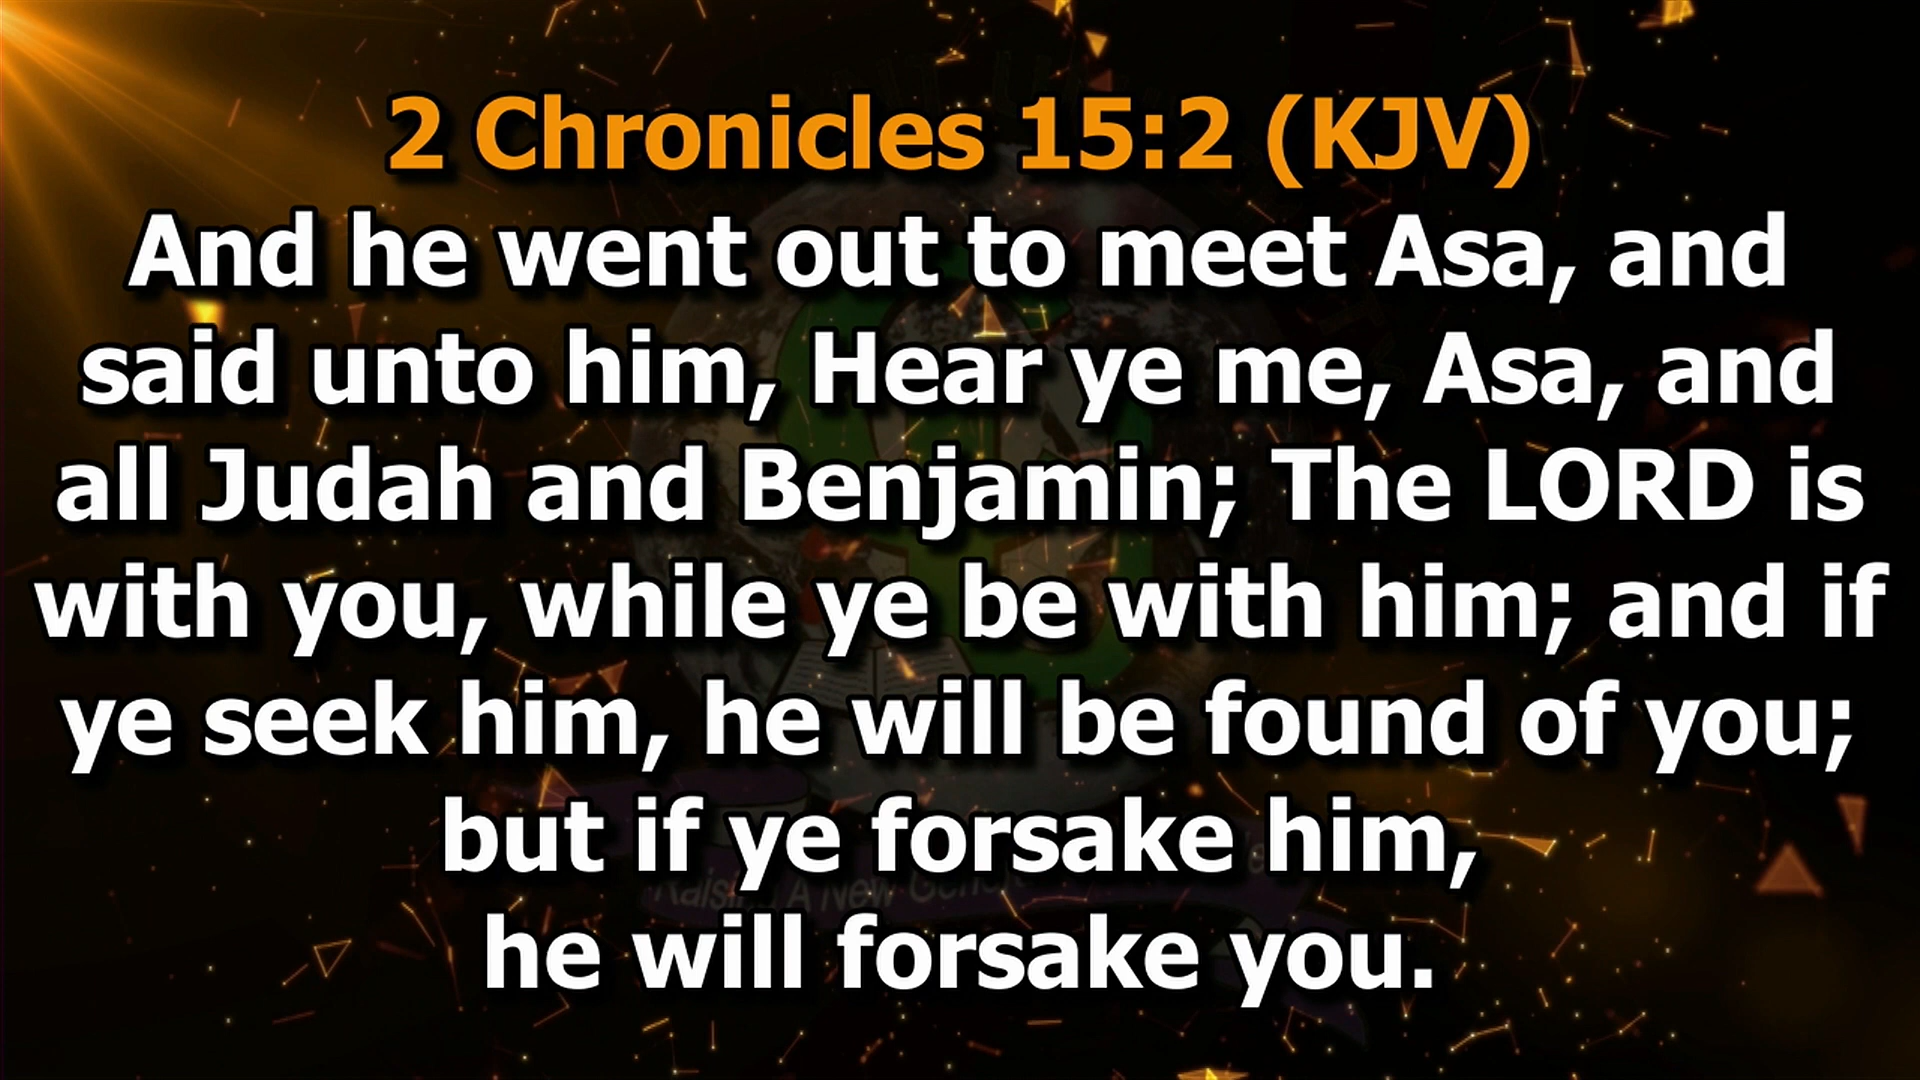 2 Chronicles 15:2 (KJV)
And he went out to meet Asa, and
said unto him, Hear ye me, Asa, and
all Judah and Benjamin; The LORD is
with you, while ye be with him; and if
ye seek him, he will be found of you;
but if ye forsake him,
he will forsake you.
A New